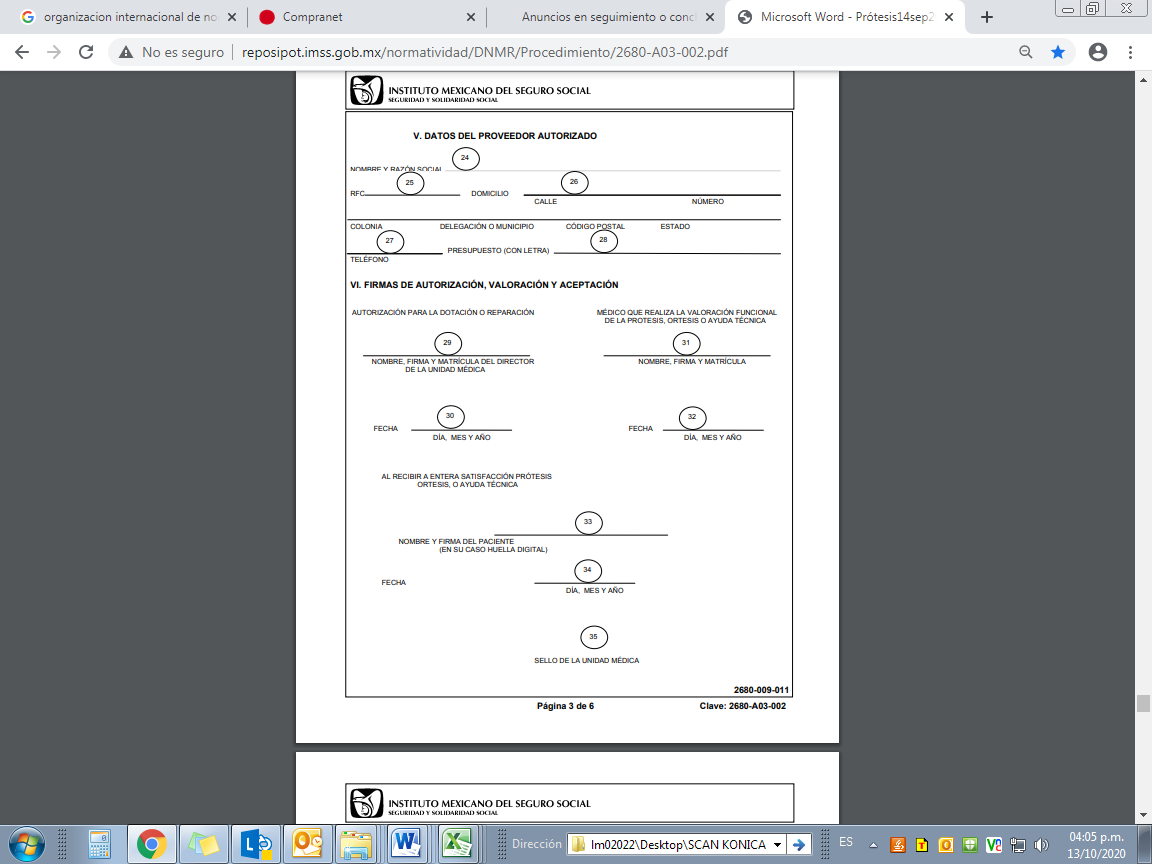 organizacion internacional de no
Compranet
Anuncios en seguimiento o conc
Microsoft Word - Prótesis14sep2
No es seguro
reposipot.imss.gob.mx/normatividad/DNMR/Procedimiento/2680-A03-002.pdf
INSTITUTO MEXICANO DEL SEGURO SOCIAL
SEGURIDAD Y SOLIDARIDAD SOCIAL
V. DATOS DEL PROVEEDOR AUTORIZADO
24
NOMBRE Y RAZÓN SOCIAL
25
26
RFC
DOMICILIO
CALLE
NÚMERO
COLONIA
DELEGACIÓN O MUNICIPIO
CÓDIGO POSTAL
ESTADO
27
28
PRESUPUESTO (CON LETRA)
TELÉFONO
VI. FIRMAS DE AUTORIZACIÓN, VALORACIÓN Y ACEPTACIÓN
AUTORIZACIÓN PARA LA DOTACIÓN O REPARACIÓN
MÉDICO QUE REALIZA LA VALORACIÓN FUNCIONAL
DE LA PROTESIS, ORTESIS O AYUDA TÉCNICA
29
31
NOMBRE, FIRMA Y MATRÍCULA DEL DIRECTOR
DE LA UNIDAD MÉDICA
NOMBRE, FIRMA Y MATRÍCULA
30
32
FECHA
FECHA
DÍA, MES Y AÑO
DÍA, MES Y AÑO
AL RECIBIR A ENTERA SATISFACCIÓN PRÓTESIS
ORTESIS, O AYUDA TÉCNICA
33
NOMBRE Y FIRMA DEL PACIENTE
(EN SU CASO HUELLA DIGITAL)
34
FECHA
DÍA, MES Y AÑO
35
SELLO DE LA UNIDAD MÉDICA
2680-009-011
Página 3 de 6
Clave: 2680-A03-002
INSTITUTO MEXICANO DEL SEGURO SOCIAL
SEGURIDAD Y SOLIDARIDAD SOCIAL
Dirección
lm02022\Desktop\SCAN KONICA
ES
04:05 p.m.
13/10/2020